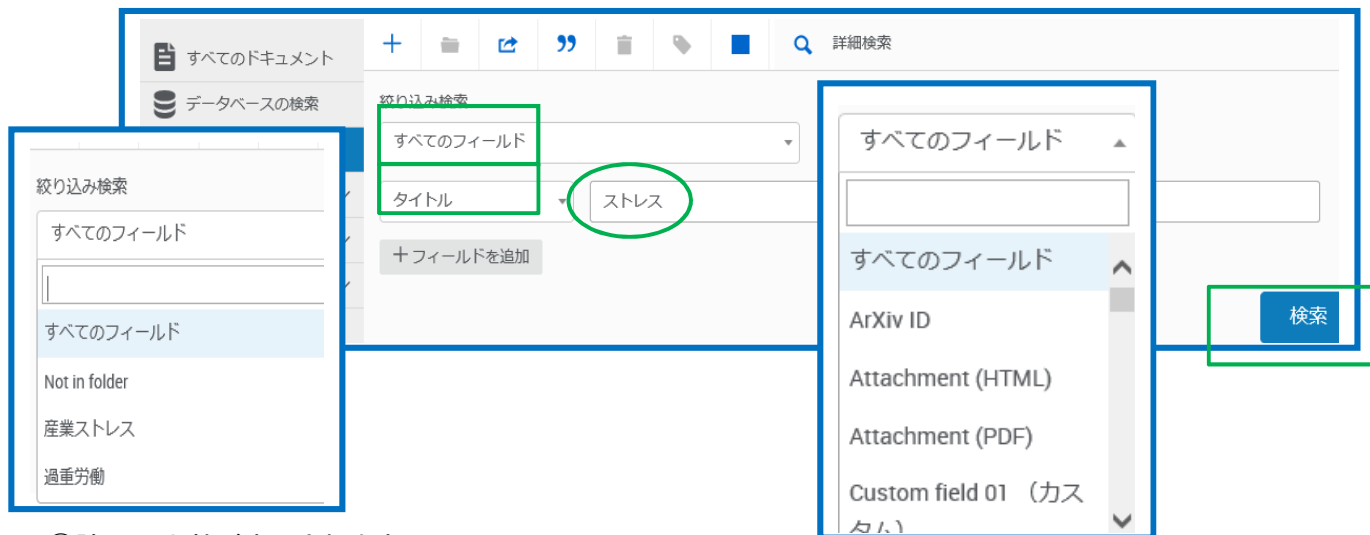 すべてのドキュメント
詳細検索
データベースの検索
絞り込み検索
すべてのフィールド
タイトル
ストレス
+フィールドを追加
検索
絞り込み検索
すべてのフィールド
すべてのフィールド
Not in folder
産業ストレス
過重労働
すべてのフィールド
すべてのフィールド
ArXiv ID
Attachment (HTML)
Attachment (PDF)
Custom field 01 （カス
タム）